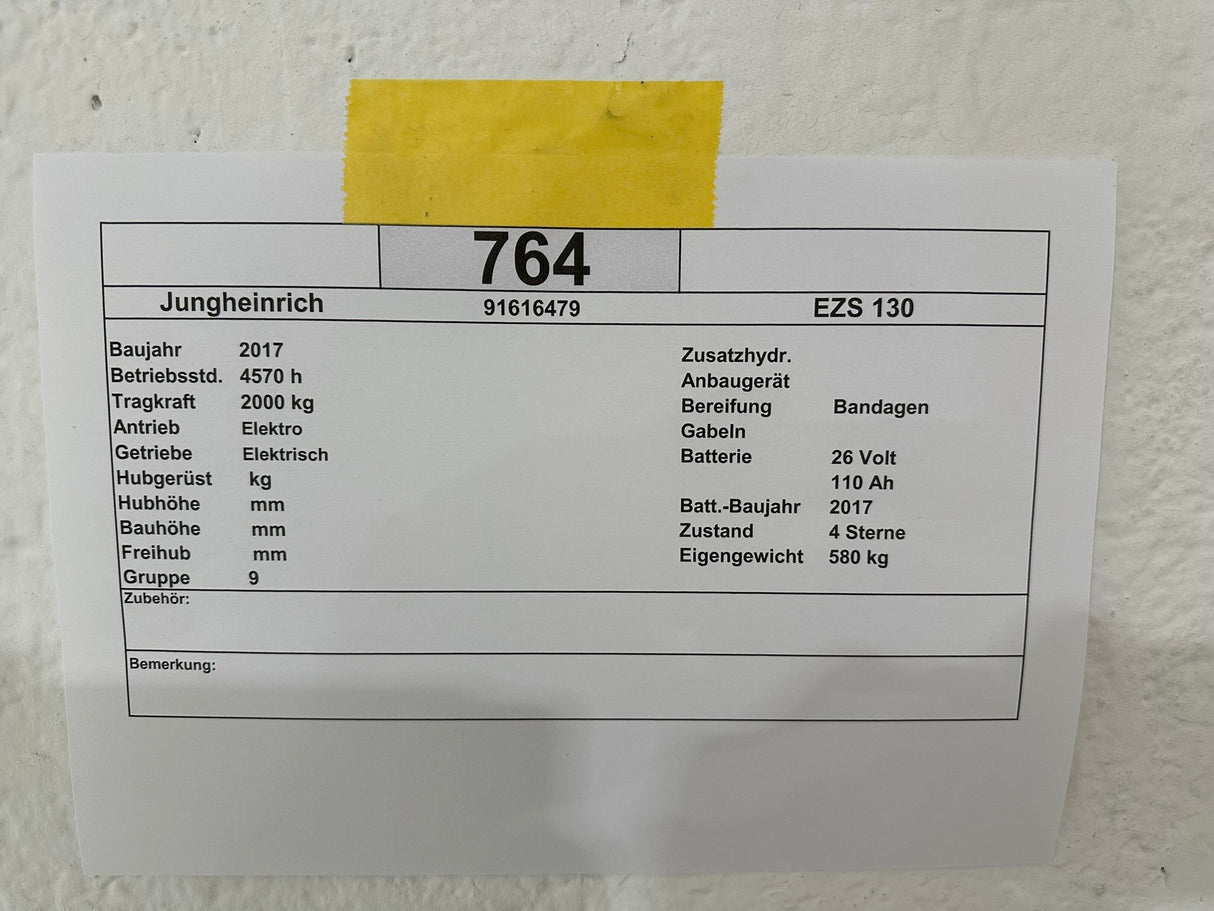 764
Jungheinrich 91616479 EZS 130
Baujahr 2017
Betriebsstd. 4570 h
Tragkraft 2000 kg
Antrieb Elektro
Getriebe Elektrisch
Hubgerüst kg
Hubhöhe mm
Bauhöhe mm
Freihub mm
Gruppe 9
Zusatzhydr.
Anbaugerät
Bereifung Bandagen
Gabeln
Batterie 26 Volt
110 Ah
Batt.-Baujahr 2017
Zustand 4 Sterne
Eigengewicht 580 kg
Zubehör:
Bemerkung: